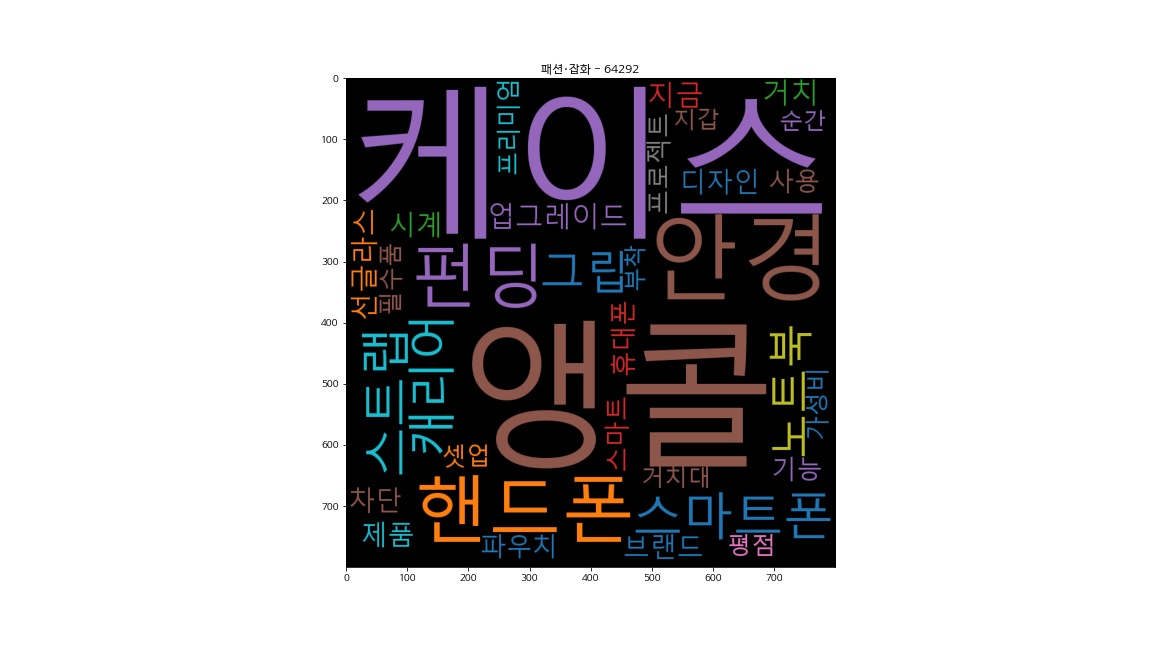 패션·잡화 – 64292
케이스
프리미엄
지금
거치
지갑
순간
프로젝트
디자인
사용
업그레이드
시계
선글라스
필수품
펀딩
그립
부착
안경
스트랩
캐리어
앵콜
휴대폰
노트북
가성비
스마트
셋업
거치대
기능
차단
핸드폰
스마트폰
제품
파우치
브랜드
평점
0
100
200
300
400
500
600
700
0 100 200 300 400 500 600 700